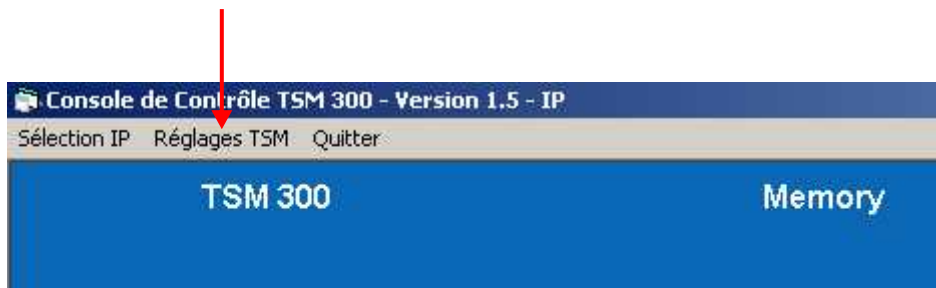 Console de Contrôle TSM 300 - Version 1.5 - IP
Sélection IP Réglages TSM Quitter
TSM 300 Memory